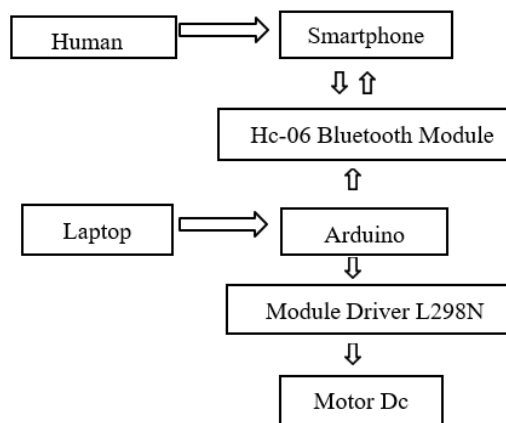 Human
Smartphone
Hc-06 Bluetooth Module
Laptop
Arduino
Module Driver L298N
Motor Dc